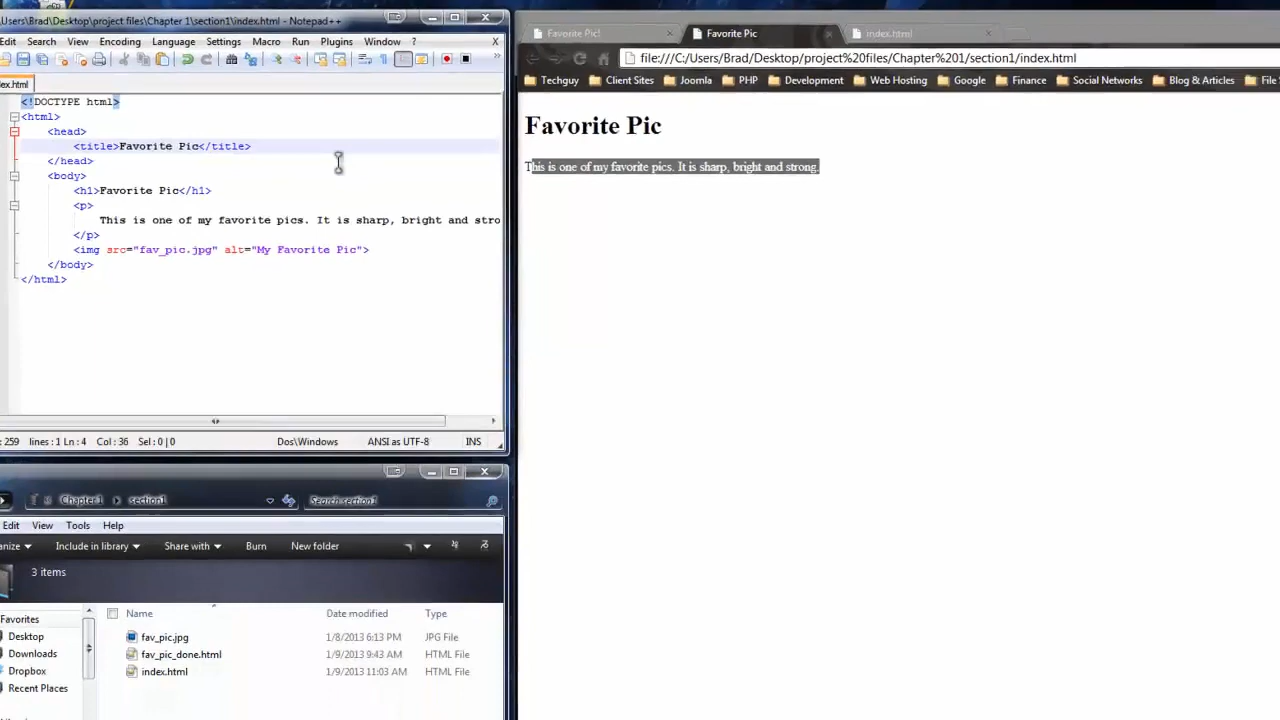 Users\Brad\Desktop\project files\Chapter 1\section1\index.html - Notepad++
Edit Search View Encoding Language Settings Macro Run Plugins Window ? X
ex.html
<!DOCTYPE html>
<html>
<head>
<title>Favorite Pic</title>
</head>
<body>
<h1>Favorite Pic</h1>
<p>
This is one of my favorite pics. It is sharp, bright and stro
</p>
<img src="fav_pic.jpg" alt="My Favorite Pic">
</body>
</html>
: 259 lines : 1 Ln : 4 Col : 36 Sel : 0 | 0 Dos\Windows ANSI as UTF-8 INS
Chapter 1 section1 Search section1
Edit View Tools Help
anize Include in library Share with Burn New folder
3 items
Name Date modified Type
Favorites
Desktop
Downloads
Dropbox
Recent Places
fav_pic.jpg 1/8/2013 6:13 PM JPG File
fav_pic_done.html 1/9/2013 9:43 AM HTML File
index.html 1/9/2013 11:03 AM HTML File
Favorite Pic! Favorite Pic index.html
file:///C:/Users/Brad/Desktop/project%20files/Chapter%201/section1/index.html
Techguy Client Sites Joomla PHP Development Web Hosting Google Finance Social Networks Blog & Articles File S
Favorite Pic
This is one of my favorite pics. It is sharp, bright and strong.